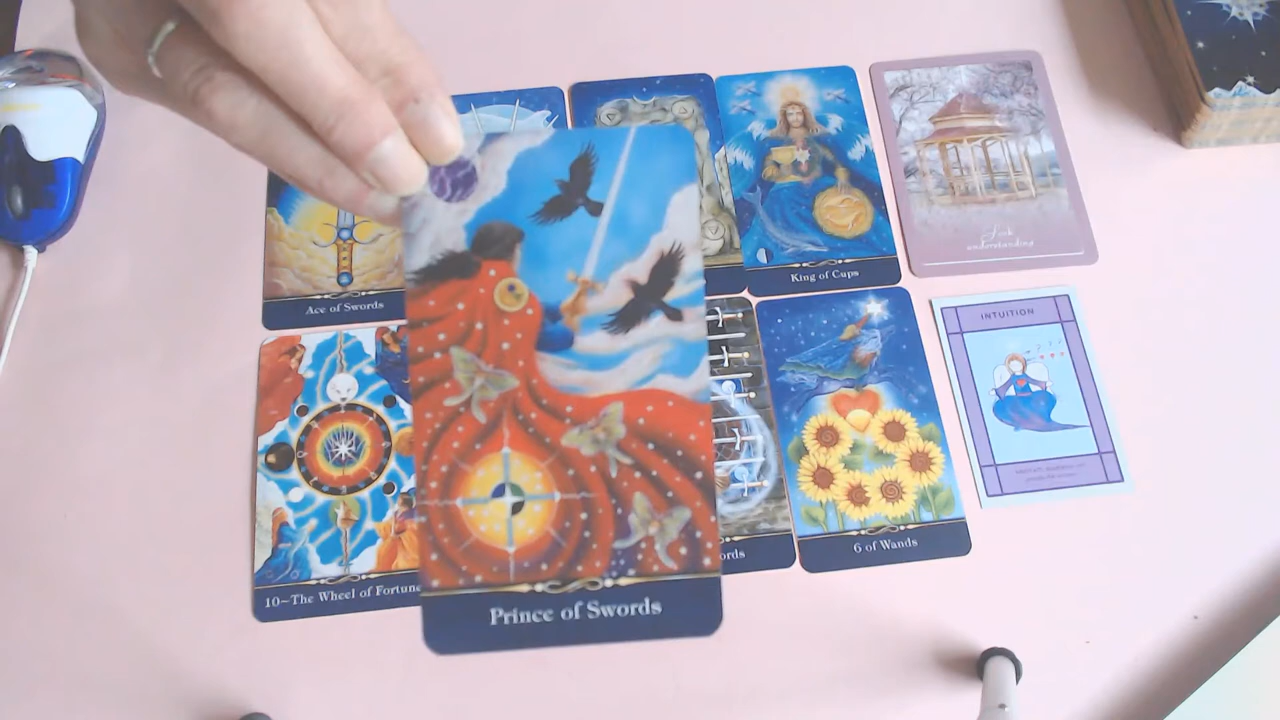 Ace of Swords
King of Cups
Seek
understanding
INTUITION
10~The Wheel of Fortune
Prince of Swords
ords
6 of Wands